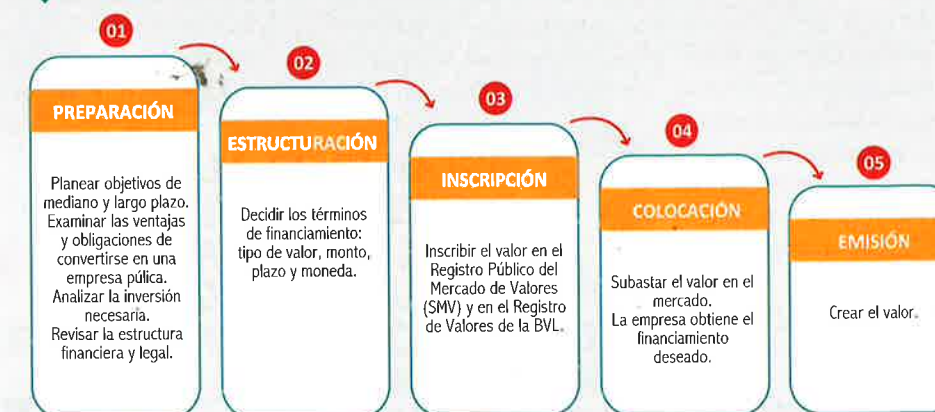 01
PREPARACIÓN
Planear objetivos de
mediano y largo plazo.
Examinar las ventajas
y obligaciones de
convertirse en una
empresa púlica.
Analizar la inversión
necesaria.
Revisar la estructura
financiera y legal.
02
ESTRUCTURACIÓN
Decidir los términos
de financiamiento:
tipo de valor, monto,
plazo y moneda.
03
INSCRIPCIÓN
Inscribir el valor en el
Registro Público del
Mercado de Valores
(SMV) y en el Registro
de Valores de la BVL.
04
COLOCACIÓN
Subastar el valor en el
mercado.
La empresa obtiene el
financiamiento
deseado.
05
EMISIÓN
Crear el valor.